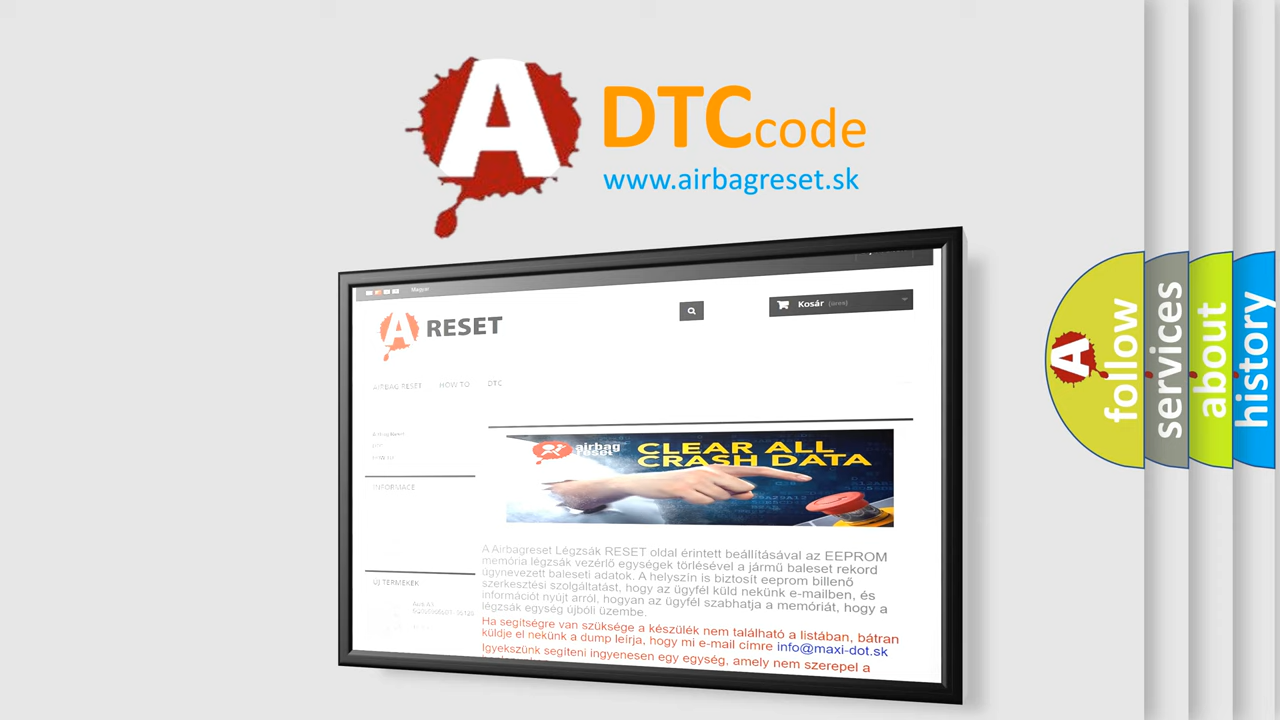 A
DTC code
www.airbagreset.sk
Magyar
A RESET
Kosár (üres)
AIRBAG RESET HOW TO DTC
INFORMACE
ÚJ TERMÉKEK
airbag
reset
CLEAR ALL
CRASH DATA
A Airbagreset Légzsák RESET oldal érintett beállításával az EEPROM
memória légzsák vezérlő egységek törlésével a jármű baleset rekord
úgynevezett baleseti adatok. A helyszín is biztosít eeprom billenő
szerkesztési szolgáltatást, hogy az ügyfél küld nekünk e-mailben, és
információt nyújt arról, hogyan az ügyfél szabhatja a memóriát, hogy a
légzsák egység újbóli üzembe.
Ha segítségre van szüksége a készülék nem található a listában, bátran
küldje el nekünk a dump leírja, hogy mi e-mail címre info@maxi-dot.sk
Igyekszünk segíteni ingyenesen egy egység, amely nem szerepel a
A
follow
services
about
history